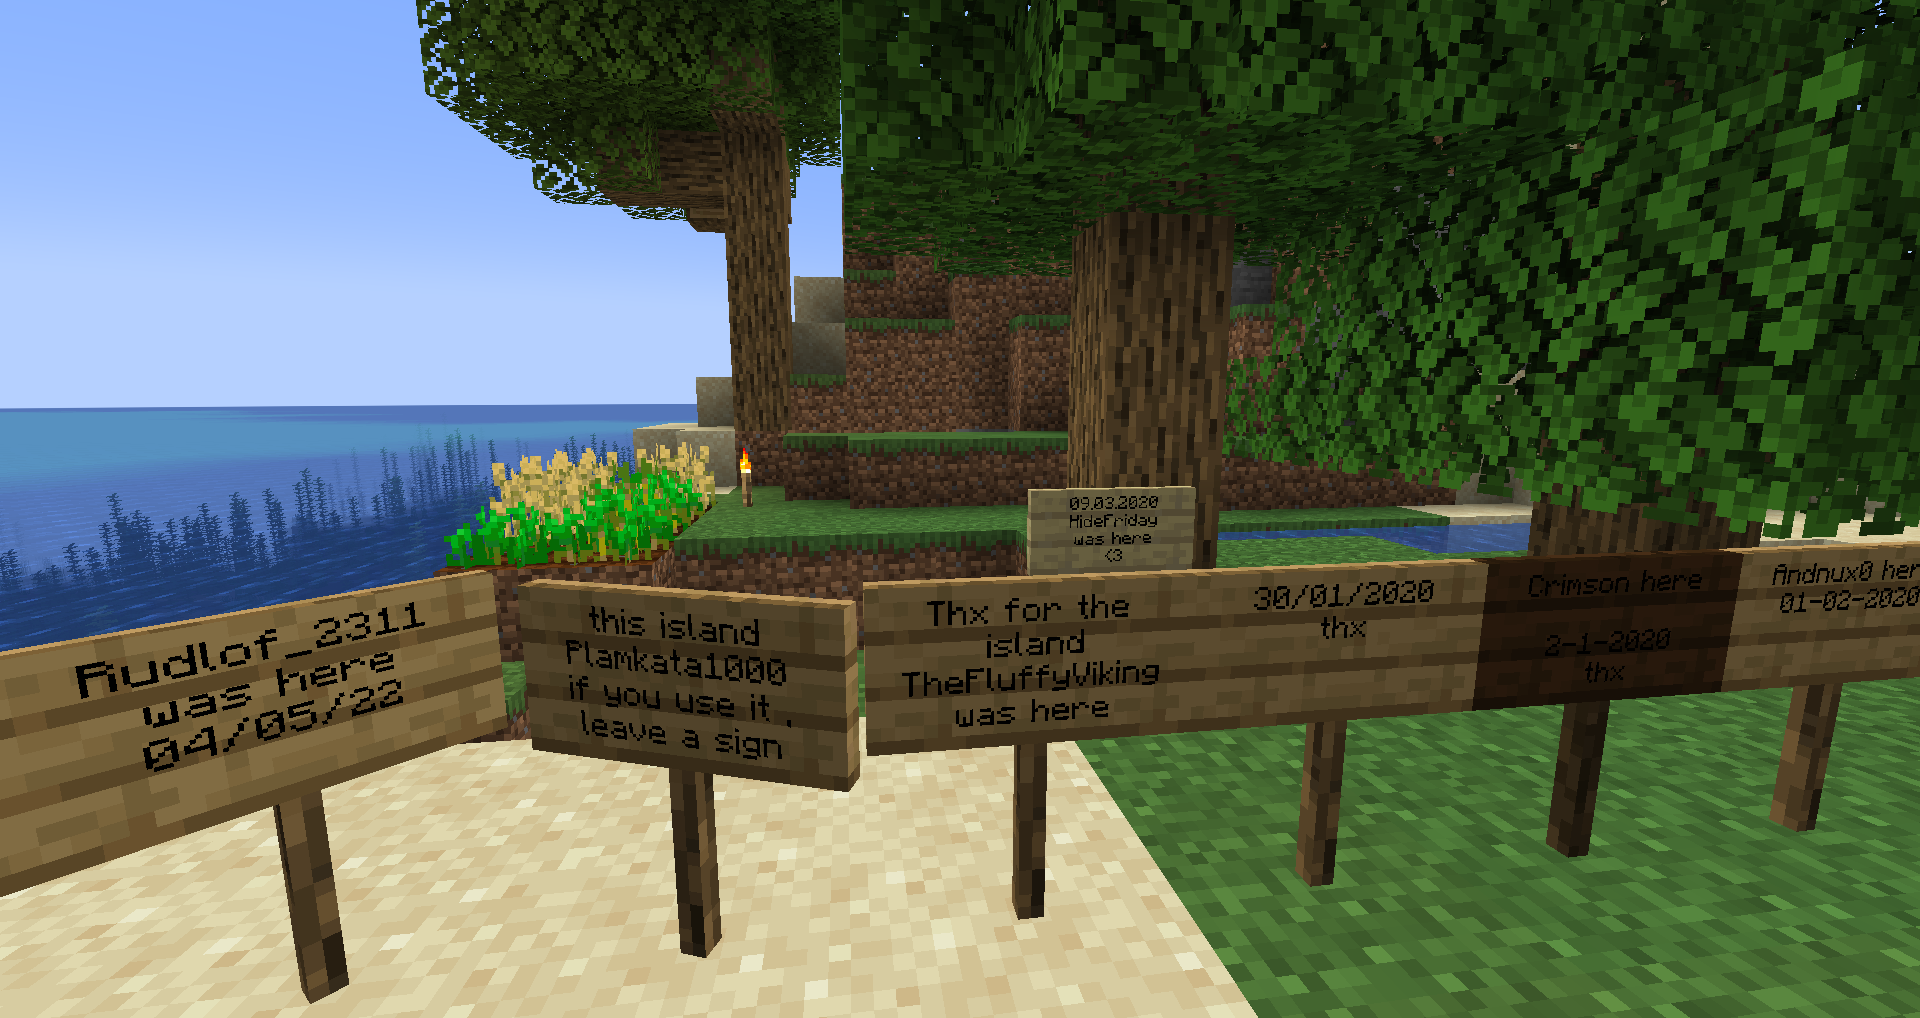 Rudlof_2311
was here
04/05/22
this island
Plamkata1000
if you use it ,
leave a sign
Thx for the
island
TheFluffyViking
was here
09.03.2020
HideFriday
was here
<3
30/01/2020
thx
Crimson here
2-1-2020
thx
Andnux0 her
01-02-2020